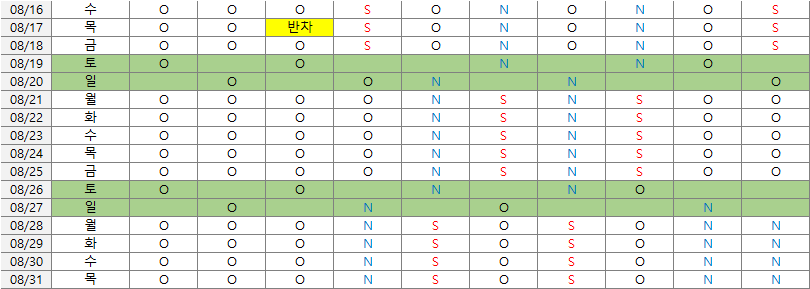 08/16 수 O O O S O N O N O S
08/17 목 O O 반차 S O N O N O S
08/18 금 O O O S O N O N O S
08/19 토 O O N N O
08/20 일 O O N N O
08/21 월 O O O O N S N S O O
08/22 화 O O O O N S N S O O
08/23 수 O O O O N S N S O O
08/24 목 O O O O N S N S O O
08/25 금 O O O O N S N S O O
08/26 토 O O N N O
08/27 일 O N O N
08/28 월 O O O N S O S O N N
08/29 화 O O O N S O S O N N
08/30 수 O O O N S O S O N N
08/31 목 O O O N S O S O N N